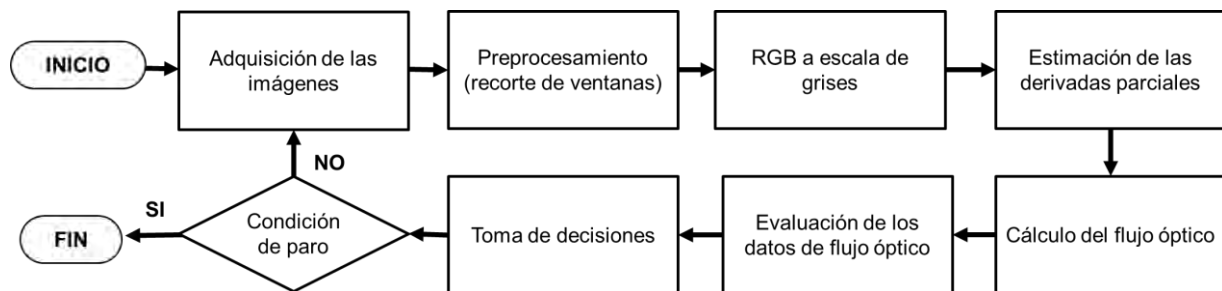 INICIO
Adquisición de las
imágenes
Preprocesamiento
(recorte de ventanas)
RGB a escala de
grises
Estimación de las
derivadas parciales
Cálculo del flujo óptico
Evaluación de los
datos de flujo óptico
Toma de decisiones
Condición
de paro
NO
SI
FIN